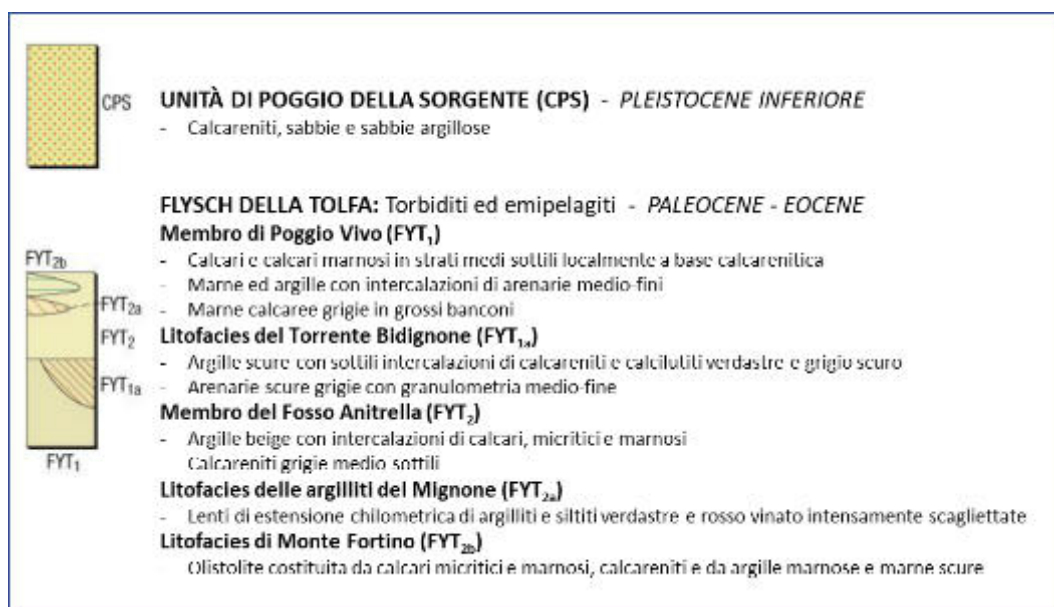 CPS
UNITÀ DI POGGIO DELLA SORGENTE (CPS) - PLEISTOCENE INFERIORE
- Calcareniti, sabbie e sabbie argillose
FLYSCH DELLA TOLFA: Torbiditi ed emipelagiti - PALEOCENE - EOCENE
Membro di Poggio Vivo (FYT1)
- Calcari e calcari marnosi in strati medi sottili localmente a base calcarenitica
- Marne ed argille con intercalazioni di arenarie medio-fini
- Marne calcaree grigie in grossi banconi
Litofacies del Torrente Bidignone (FYT1a)
- Argille scure con sottili intercalazioni di calcareniti e calcilutiti verdastre e grigio scuro
- Arenarie scure grigie con granulometria medio-fine
Membro del Fosso Anitrella (FYT2)
- Argille beige con intercalazioni di calcari, micritici e marnosi
Calcareniti grigie medio sottili
Litofacies delle argilliti del Mignone (FYT2a)
- Lenti di estensione chilometrica di argilliti e siltiti verdastre e rosso vinato intensamente scagliettate
Litofacies di Monte Fortino (FYT2b)
Olistolite costituita da calcari micritici e marnosi, calcareniti e da argille marnose e marne scure
FYT2b
FYT2a
FYT2
FYT1a
FYT1